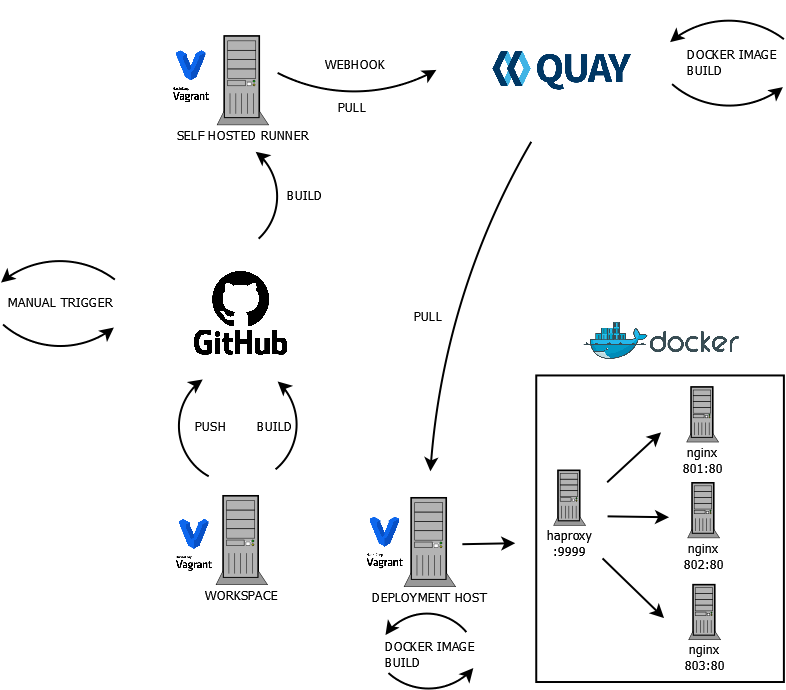 WEBHOOK
PULL
QUAY
DOCKER IMAGE
BUILD
Vagrant
SELF HOSTED RUNNER
BUILD
MANUAL TRIGGER
GitHub
PULL
docker
PUSH
BUILD
nginx
801:80
haproxy
:9999
nginx
802:80
Vagrant
WORKSPACE
Vagrant
DEPLOYMENT HOST
nginx
803:80
DOCKER IMAGE
BUILD